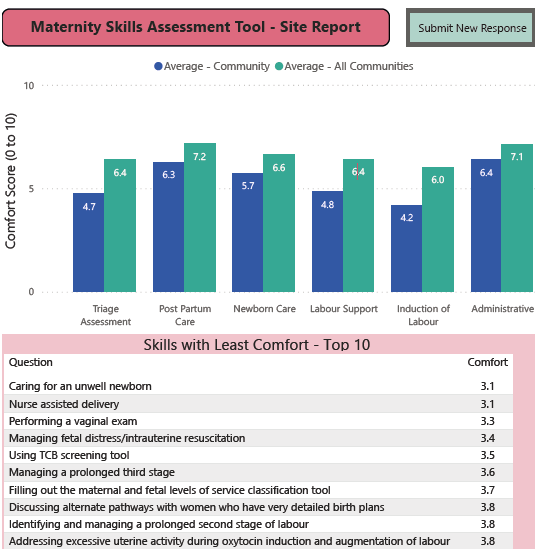 Maternity Skills Assessment Tool - Site Report
Submit New Response
Average - Community Average - All Communities
Comfort Score (0 to 10)
10
5
0
4.7
6.4
6.3
7.2
5.7
6.6
4.8
6.4
4.2
6.0
6.4
7.1
Triage
Assessment
Post Partum
Care
Newborn Care
Labour Support
Induction of
Labour
Administrative
Skills with Least Comfort - Top 10
Question Comfort
Caring for an unwell newborn 3.1
Nurse assisted delivery 3.1
Performing a vaginal exam 3.3
Managing fetal distress/intrauterine resuscitation 3.4
Using TCB screening tool 3.5
Managing a prolonged third stage 3.6
Filling out the maternal and fetal levels of service classification tool 3.7
Discussing alternate pathways with women who have very detailed birth plans 3.8
Identifying and managing a prolonged second stage of labour 3.8
Addressing excessive uterine activity during oxytocin induction and augmentation of labour 3.8